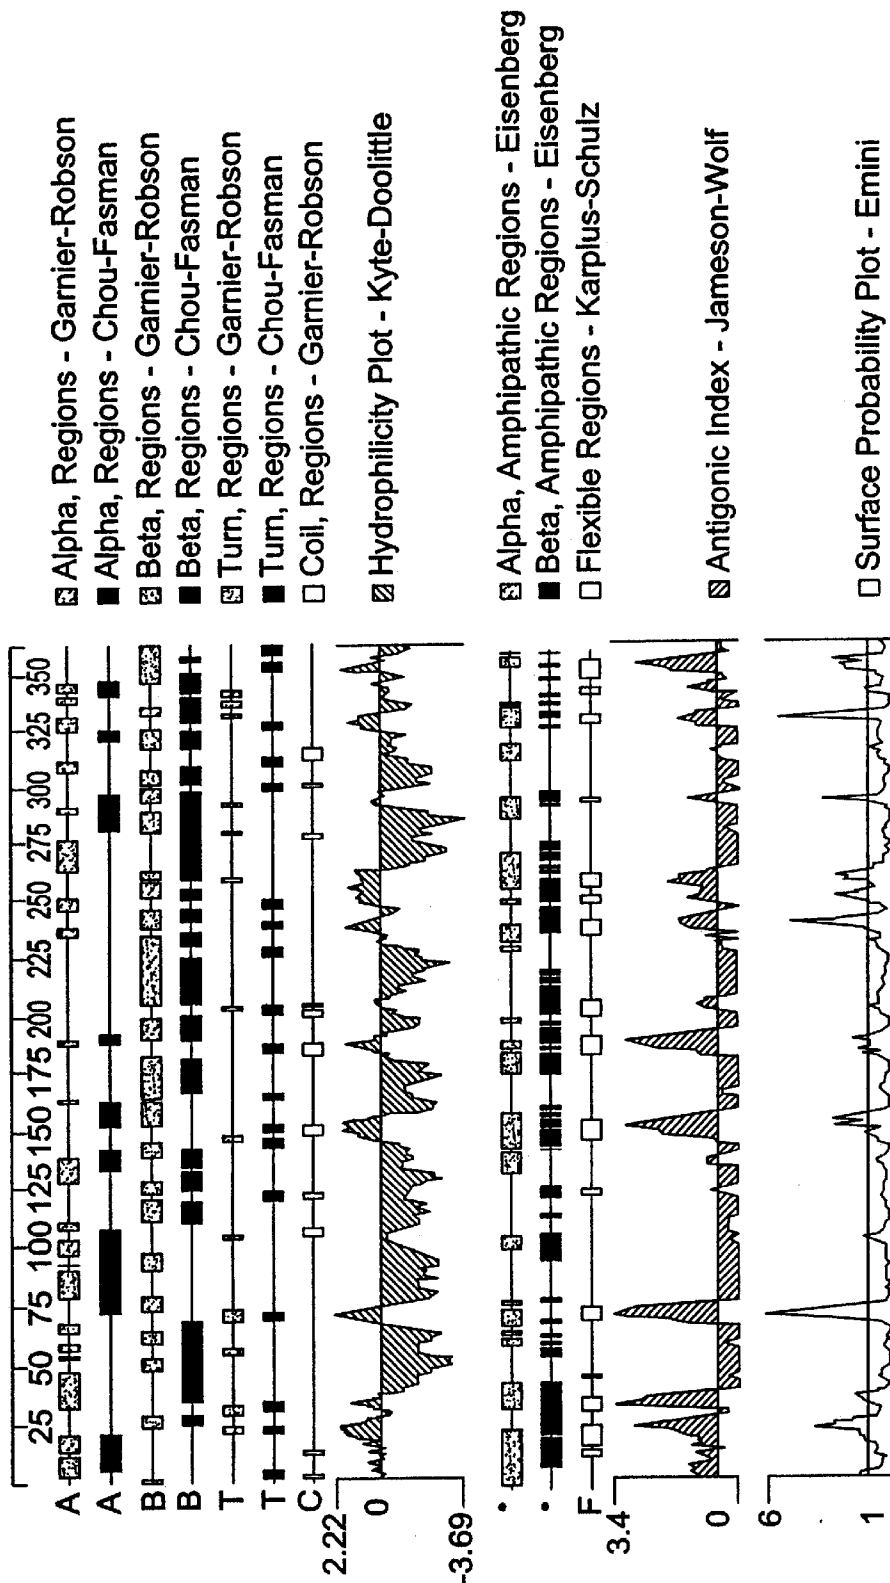 25 50 75 100 125 150 175 200 225 250 275 300 325 350
A Alpha, Regions - Garnier-Robson
A Alpha, Regions - Chou-Fasman
B Beta, Regions - Garnier-Robson
B Beta, Regions - Chou-Fasman
T Turn, Regions - Garnier-Robson
T Turn, Regions - Chou-Fasman
C Coil, Regions - Garnier-Robson
2.22
0 Hydrophilicity Plot - Kyte-Doolittle
-3.69
* Alpha, Amphipathic Regions - Eisenberg
* Beta, Amphipathic Regions - Eisenberg
F Flexible Regions - Karplus-Schulz
3.4
Antigonic Index - Jameson-Wolf
0
6
Surface Probability Plot - Emini
1